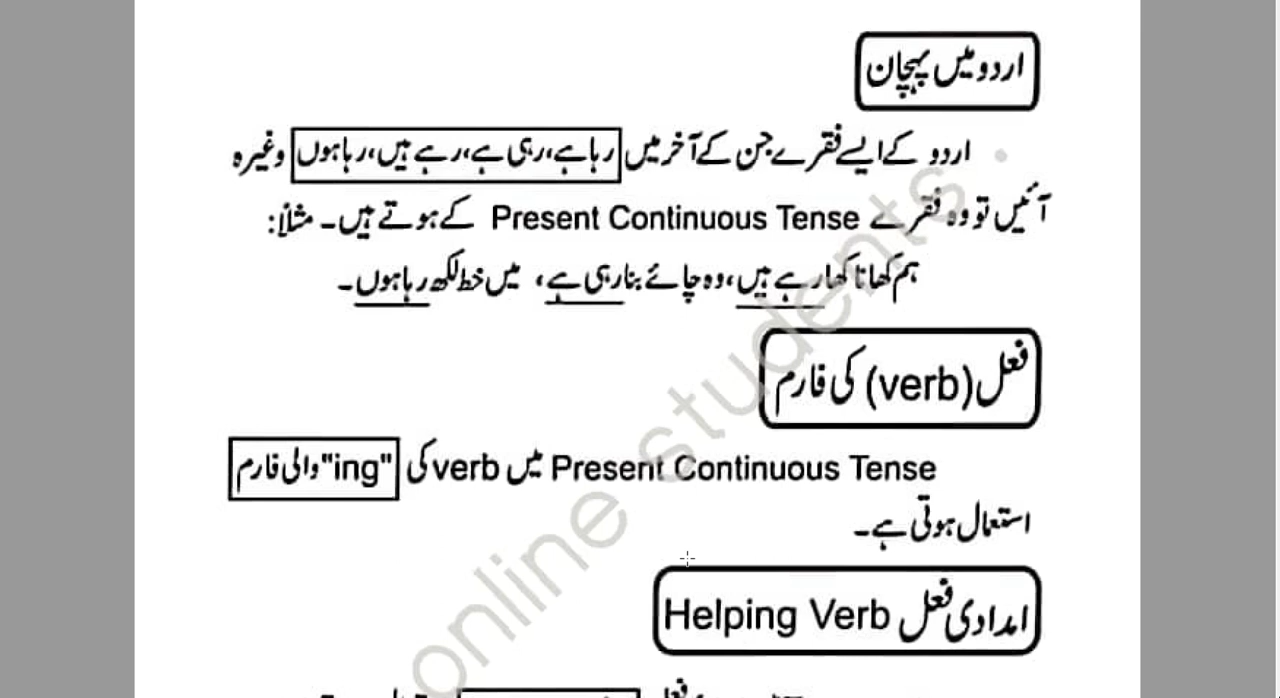 اردو میں پہچان
اردو کے ایسے فقرے جن کے آخر میں رہا ہے، رہی ہے، رہے ہیں، رہا ہوں وغیرہ
آئیں تو وہ فقرے Present Continuous Tense کے ہوتے ہیں۔ مثلاً:
ہم کھانا کھا رہے ہیں، وہ چائے بنا رہی ہے، میں خط لکھ رہا ہوں۔
فعل (verb) کی فارم
Present Continuous Tense میں verb کی "ing" والی فارم
استعمال ہوتی ہے۔
امدادی فعل Helping Verb
online students